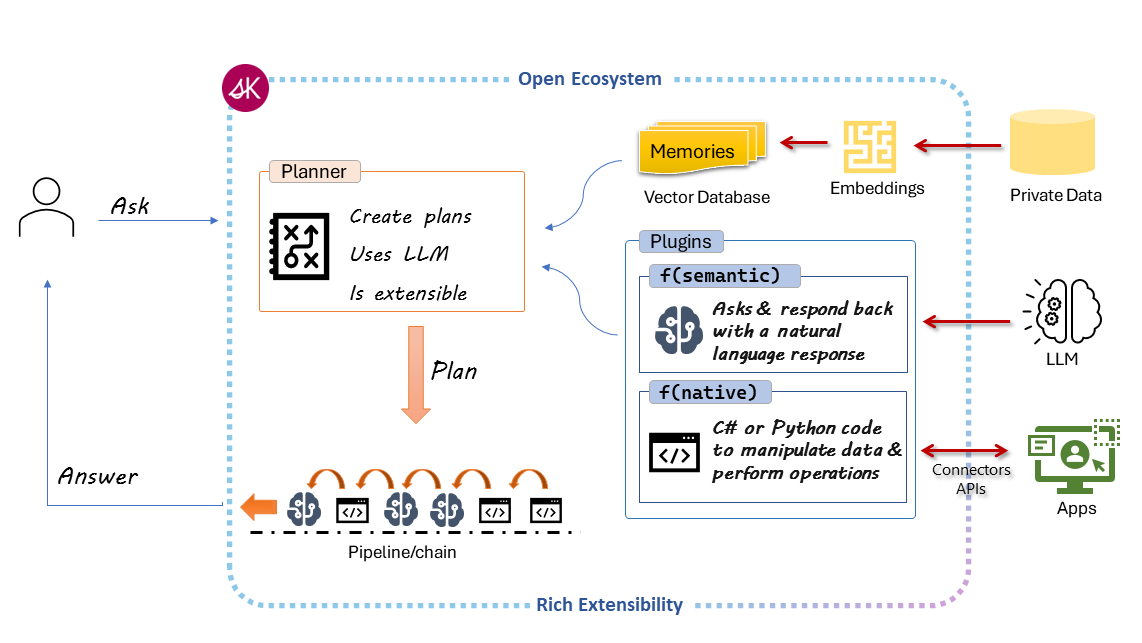 Open Ecosystem
SK
Memories
Vector Database
Embeddings
Private Data
Planner
Create plans
Uses LLM
Is extensible
Ask
Plugins
f(semantic)
Asks & respond back
with a natural
language response
LLM
f(native)
</>
C# or Python code
to manipulate data &
perform operations
Connectors
APIs
Apps
Plan
Answer
</>
</>
</>
Pipeline/chain
Rich Extensibility